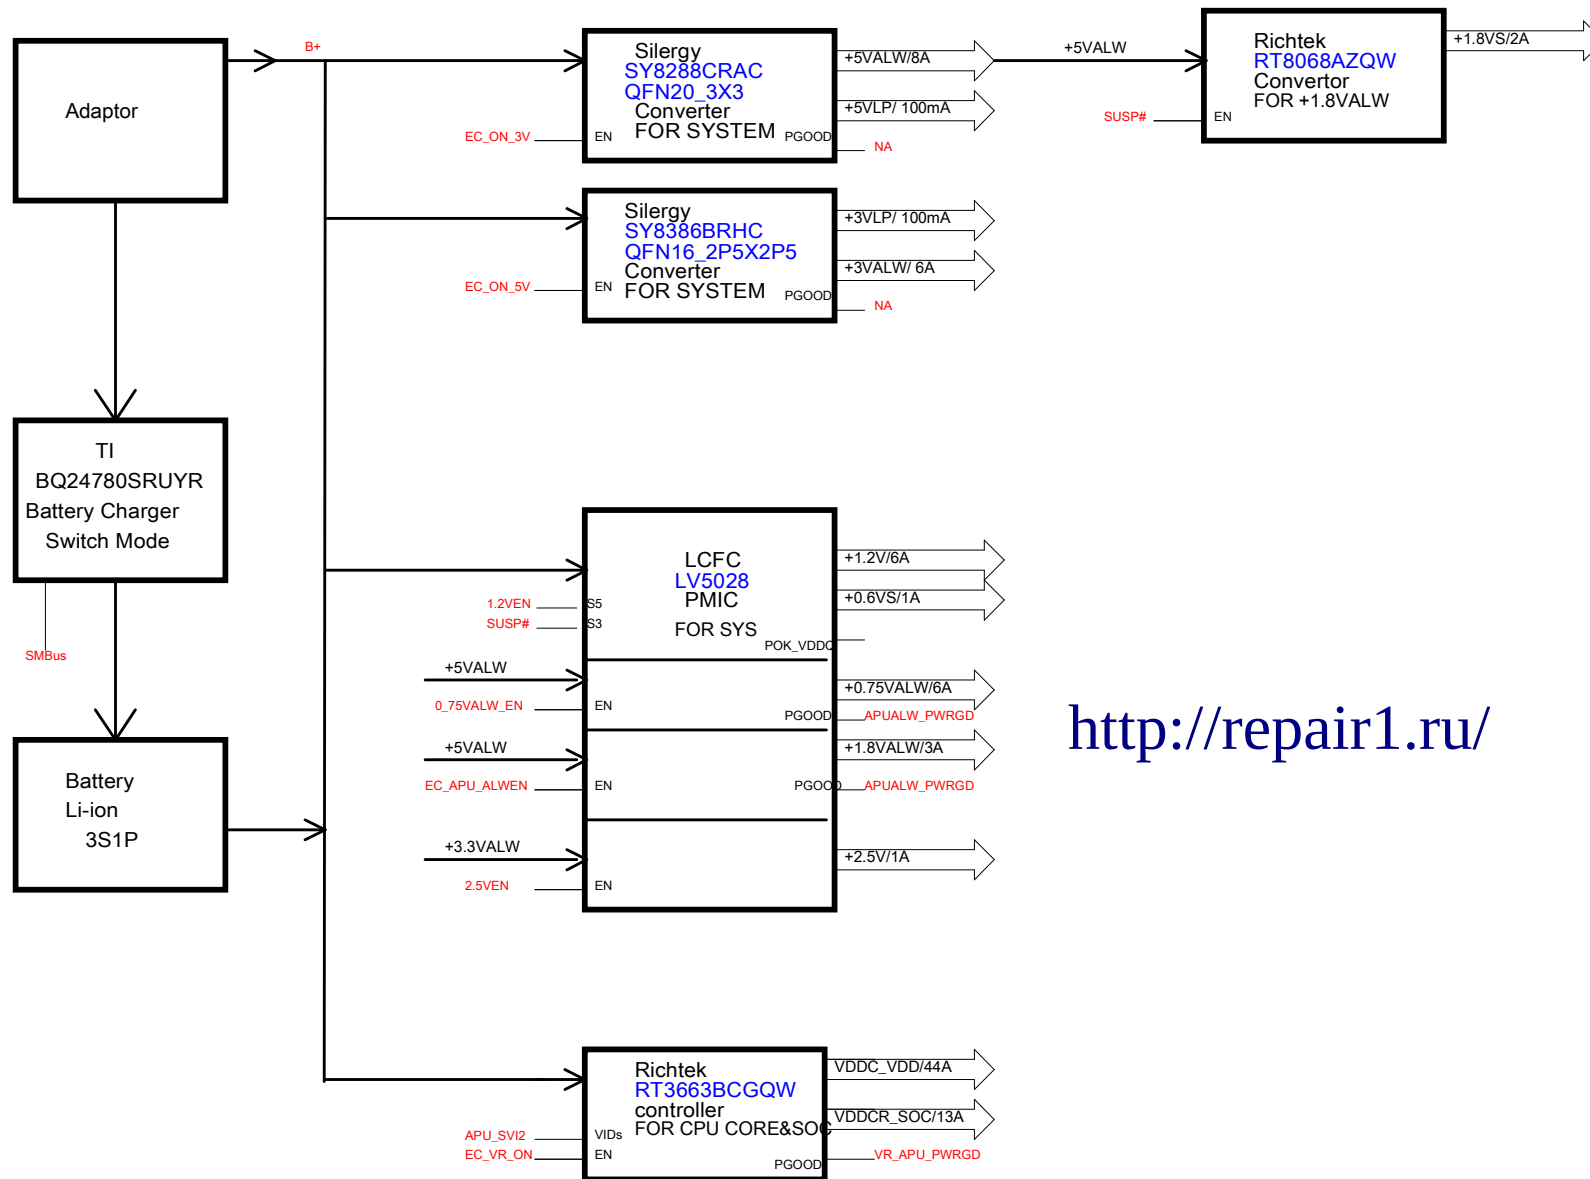 Adaptor
B+
Silergy
SY8288CRAC
QFN20_3X3
Converter
FOR SYSTEM
EC_ON_3V
EN
PGOOD
+5VALW/8A
+5VLP/ 100mA
NA
+5VALW
Richtek
RT8068AZQW
Convertor
FOR +1.8VALW
SUSP#
EN
+1.8VS/2A
Silergy
SY8386BRHC
QFN16_2P5X2P5
Converter
FOR SYSTEM
EC_ON_5V
EN
PGOOD
+3VLP/ 100mA
+3VALW/ 6A
NA
TI
BQ24780SRUYR
Battery Charger
Switch Mode
SMBus
Battery
Li-ion
3S1P
LCFC
LV5028
PMIC
FOR SYS
1.2VEN
S5
SUSP#
S3
POK_VDDQ
+1.2V/6A
+0.6VS/1A
+5VALW
0_75VALW_EN
EN
PGOOD
+0.75VALW/6A
APUALW_PWRGD
+5VALW
EC_APU_ALWEN
EN
PGOOD
+1.8VALW/3A
APUALW_PWRGD
+3.3VALW
2.5VEN
EN
+2.5V/1A
http://repair1.ru/
Richtek
RT3663BCGQW
controller
FOR CPU CORE&SOC
APU_SVI2
VIDs
EC_VR_ON
EN
PGOOD
VDDC_VDD/44A
VDDCR_SOC/13A
VR_APU_PWRGD